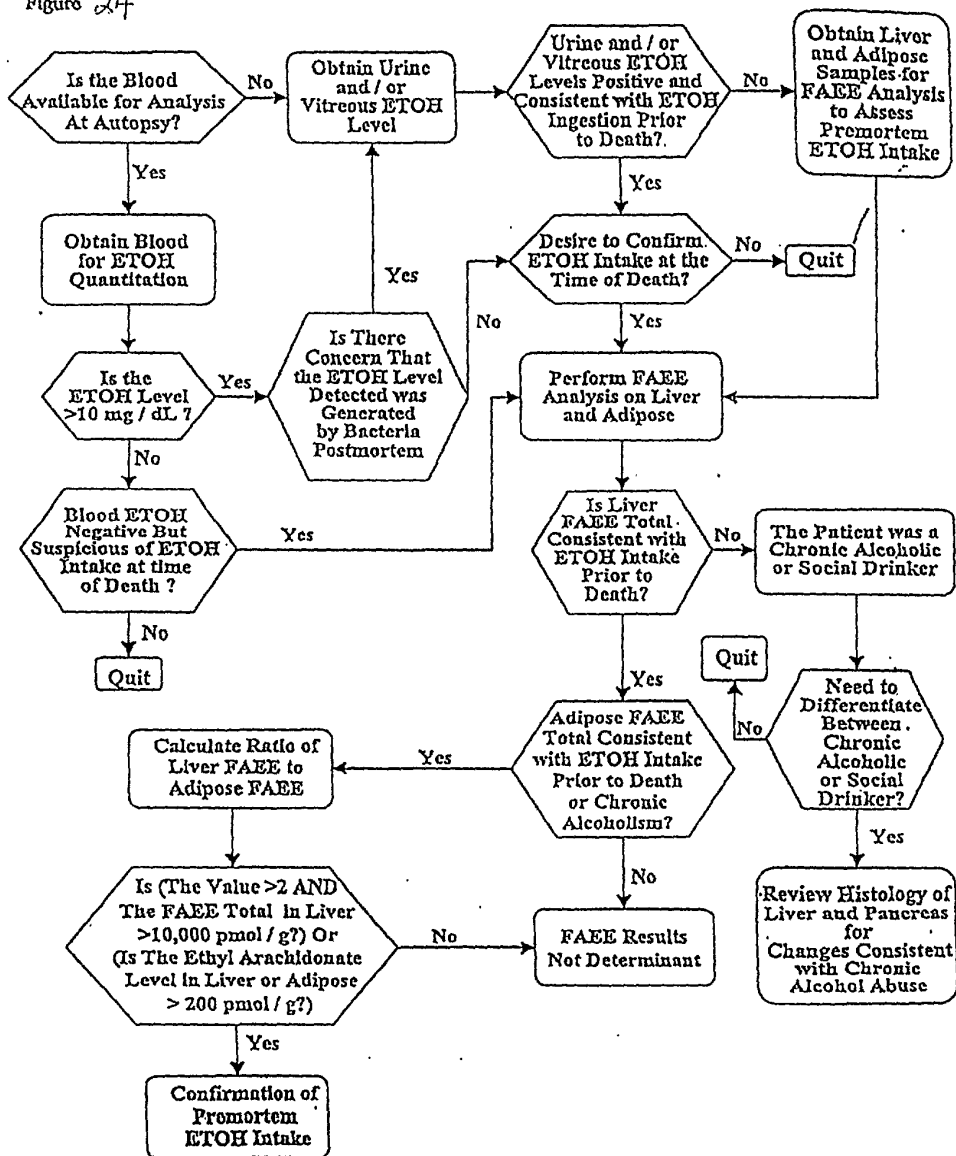 Figure 24
Is the Blood
Available for Analysis
At Autopsy?
No
Obtain Urine
and / or
Vitreous ETOH
Level
Urine and / or
Vitreous ETOH
Levels Positive and
Consistent with ETOH
Ingestion Prior
to Death?.
No
Obtain Liver
and Adipose
Samples for
FAEE Analysis
to Assess
Premortem
ETOH Intake
Yes
Yes
Obtain Blood
for ETOH
Quantitation
Yes
Desire to Confirm
ETOH Intake at the
Time of Death?
No
Quit
No
Yes
Is the
ETOH Level
>10 mg / dL ?
Yes
Is There
Concern That
the ETOH Level
Detected was
Generated
by Bacteria
Postmortem
Perform FAEE
Analysis on Liver
and Adipose
No
Blood ETOH
Negative But
Suspicious of ETOH
Intake at time
of Death ?
Yes
Is Liver
FAEE Total
Consistent with
ETOH Intake
Prior to
Death?
No
The Patient was a
Chronic Alcoholic
or Social Drinker
No
Quit
Yes
Quit
No
Need to
Differentiate
Between
Chronic
Alcoholic
or Social
Drinker?
Calculate Ratio of
Liver FAEE to
Adipose FAEE
Yes
Adipose FAEE
Total Consistent
with ETOH Intake
Prior to Death
or Chronic
Alcoholism?
Yes
No
Is (The Value >2 AND
The FAEE Total in Liver
>10,000 pmol / g?) Or
(Is The Ethyl Arachidonate
Level in Liver or Adipose
> 200 pmol / g?)
No
FAEE Results
Not Determinant
Review Histology of
Liver and Pancreas
for
Changes Consistent
with Chronic
Alcohol Abuse
Yes
Confirmation of
Premortem
ETOH Intake